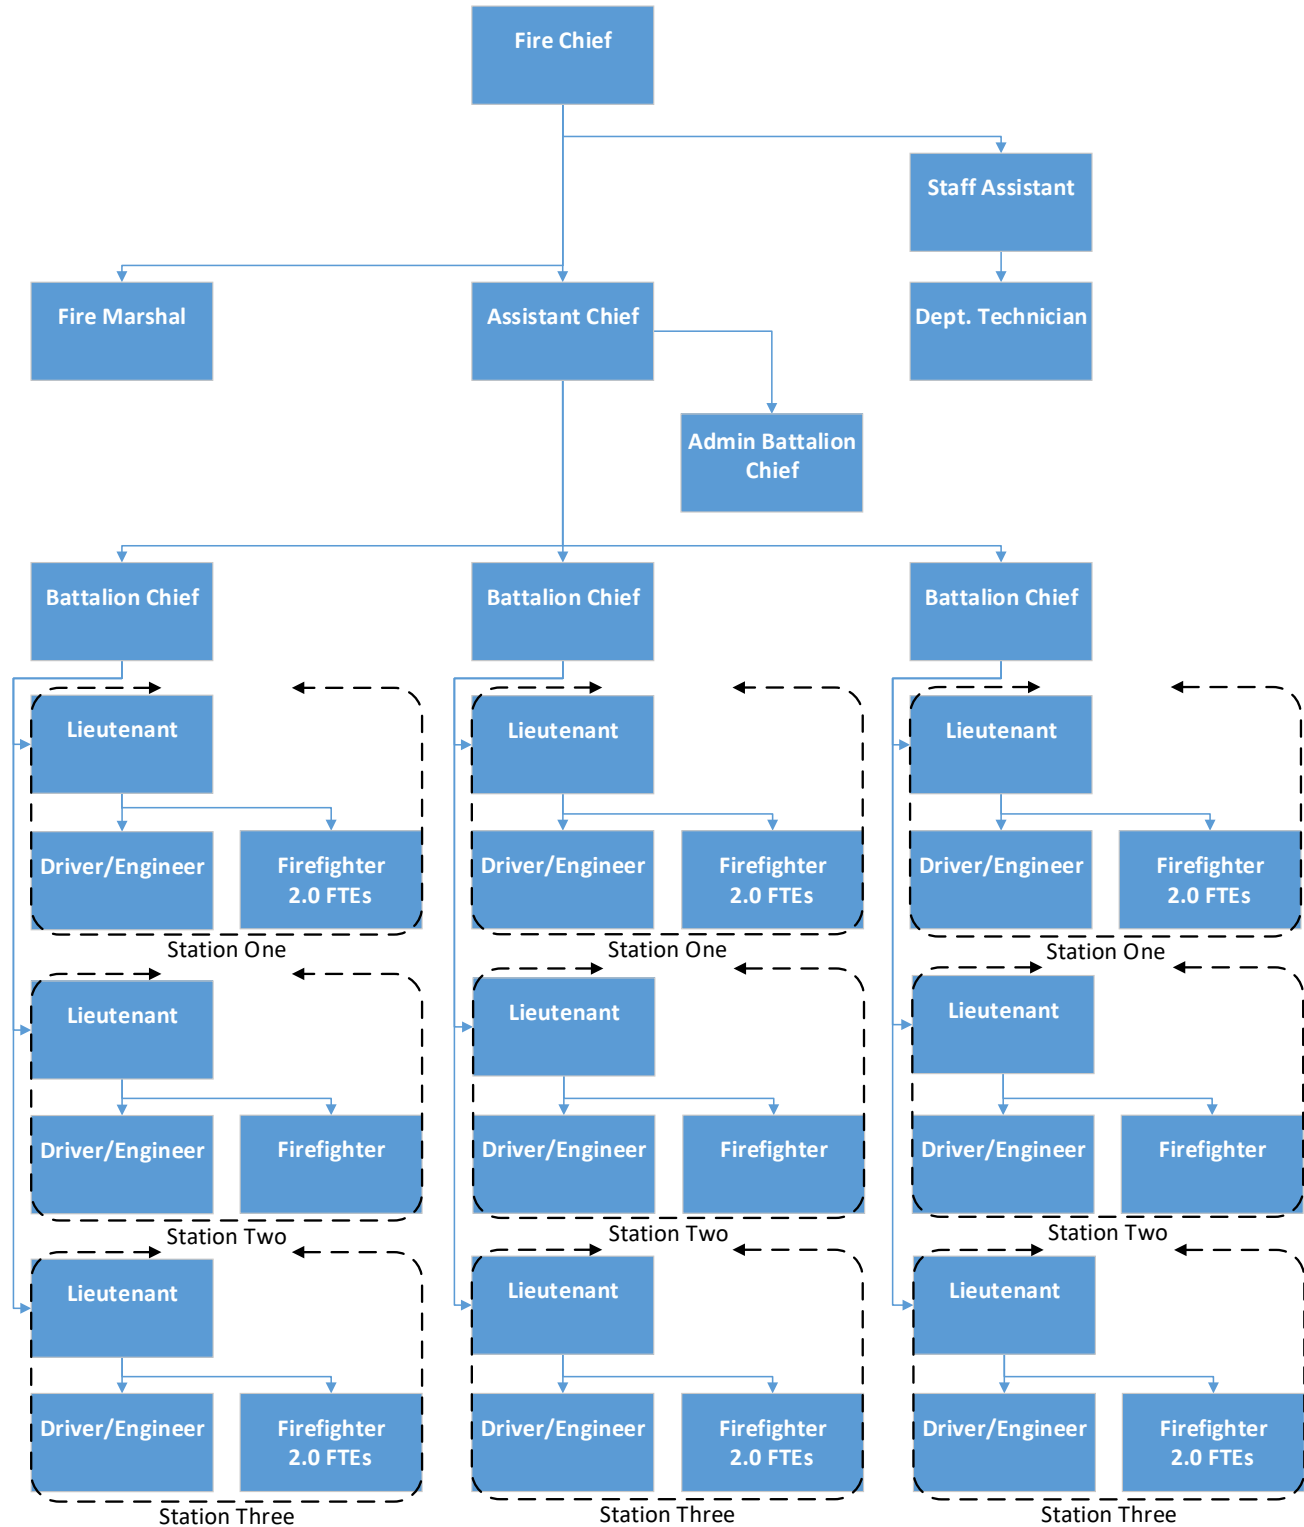 Fire Chief
Staff Assistant
Fire Marshal
Assistant Chief
Dept. Technician
Admin Battalion
Chief
Battalion Chief
Battalion Chief
Battalion Chief
Lieutenant
Lieutenant
Lieutenant
Driver/Engineer
Firefighter
2.0 FTEs
Driver/Engineer
Firefighter
2.0 FTEs
Driver/Engineer
Firefighter
2.0 FTEs
Station One
Station One
Station One
Lieutenant
Lieutenant
Lieutenant
Driver/Engineer
Firefighter
Driver/Engineer
Firefighter
Driver/Engineer
Firefighter
Station Two
Station Two
Station Two
Lieutenant
Lieutenant
Lieutenant
Driver/Engineer
Firefighter
2.0 FTEs
Driver/Engineer
Firefighter
2.0 FTEs
Driver/Engineer
Firefighter
2.0 FTEs
Station Three
Station Three
Station Three